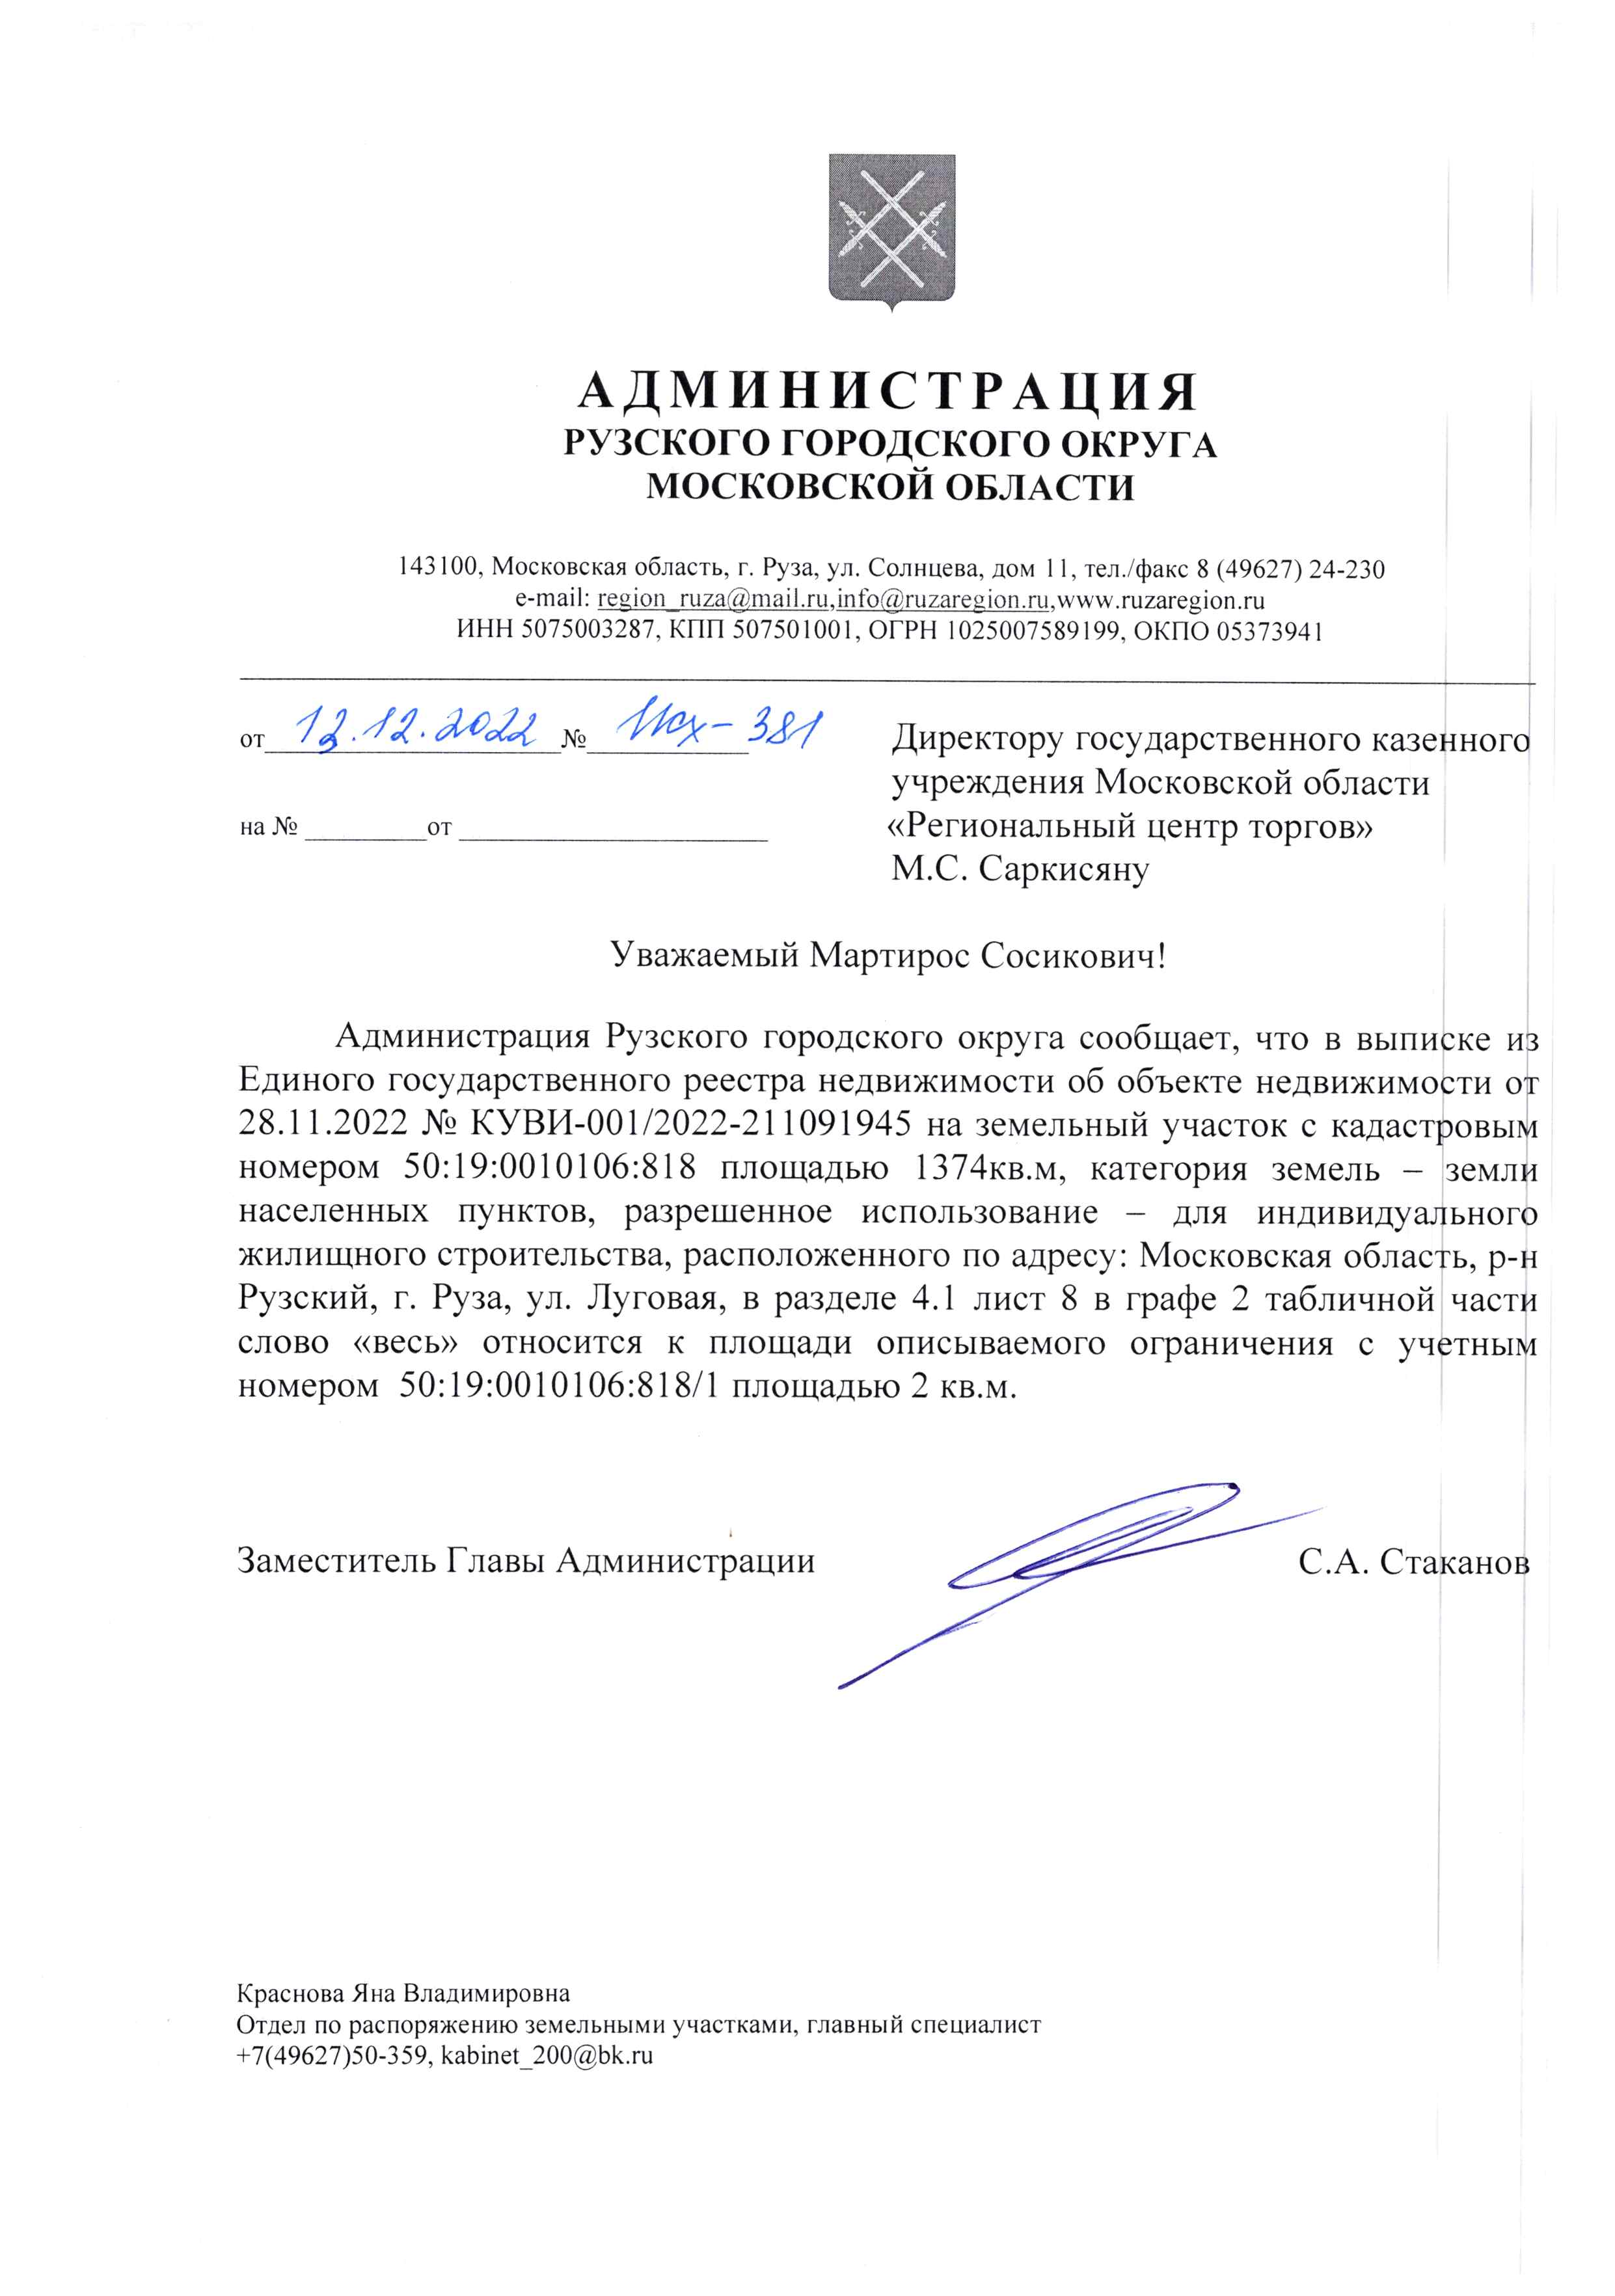 АДМИНИСТРАЦИЯ
РУЗСКОГО ГОРОДСКОГО ОКРУГА
МОСКОВСКОЙ ОБЛАСТИ
143100, Московская область, г. Руза, ул. Солнцева, дом 11, тел./факс 8 (49627) 24-230
e-mail: region_ruza@mail.ru,info@ruzaregion.ru,www.ruzaregion.ru
ИНН 5075003287, КПП 507501001, ОГРН 1025007589199, ОКПО 05373941
от 12.12.2022 № Исх-381
на № от
Директору государственного казенного
учреждения Московской области
«Региональный центр торгов»
М.С. Саркисяну
Уважаемый Мартирос Сосикович!
Администрация Рузского городского округа сообщает, что в выписке из
Единого государственного реестра недвижимости об объекте недвижимости от
28.11.2022 № КУВИ-001/2022-211091945 на земельный участок с кадастровым
номером 50:19:0010106:818 площадью 1374кв.м, категория земель – земли
населенных пунктов, разрешенное использование – для индивидуального
жилищного строительства, расположенного по адресу: Московская область, р-н
Рузский, г. Руза, ул. Луговая, в разделе 4.1 лист 8 в графе 2 табличной части
слово «весь» относится к площади описываемого ограничения с учетным
номером 50:19:0010106:818/1 площадью 2 кв.м.
Заместитель Главы Администрации С.А. Стаканов
Краснова Яна Владимировна
Отдел по распоряжению земельными участками, главный специалист
+7(49627)50-359, kabinet_200@bk.ru